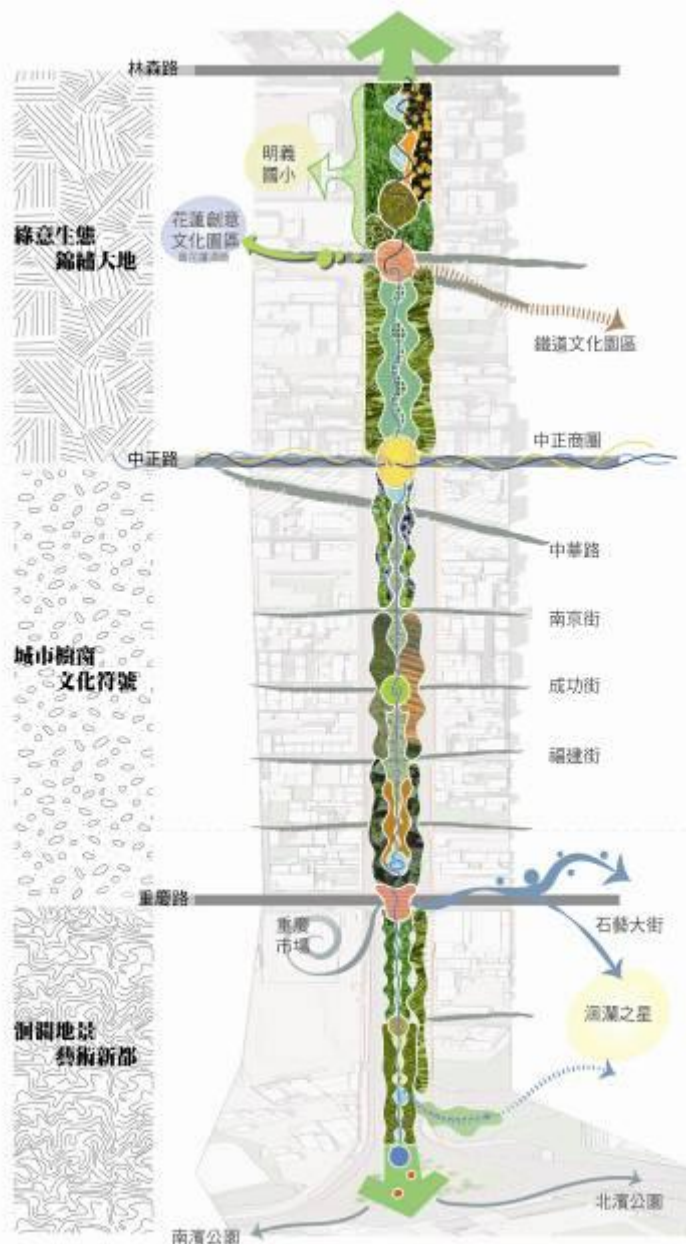 林森路
明義
國小
花蓮創意
文化園區
綠意生態
錦繡大地
鐵道文化園區
中正商圈
中正路
中華路
南京街
城市櫥窗
文化符號
成功街
福建街
重慶路
重慶
市場
石藝大街
洄瀾之星
洄瀾地景
藝術新都
北濱公園
南濱公園